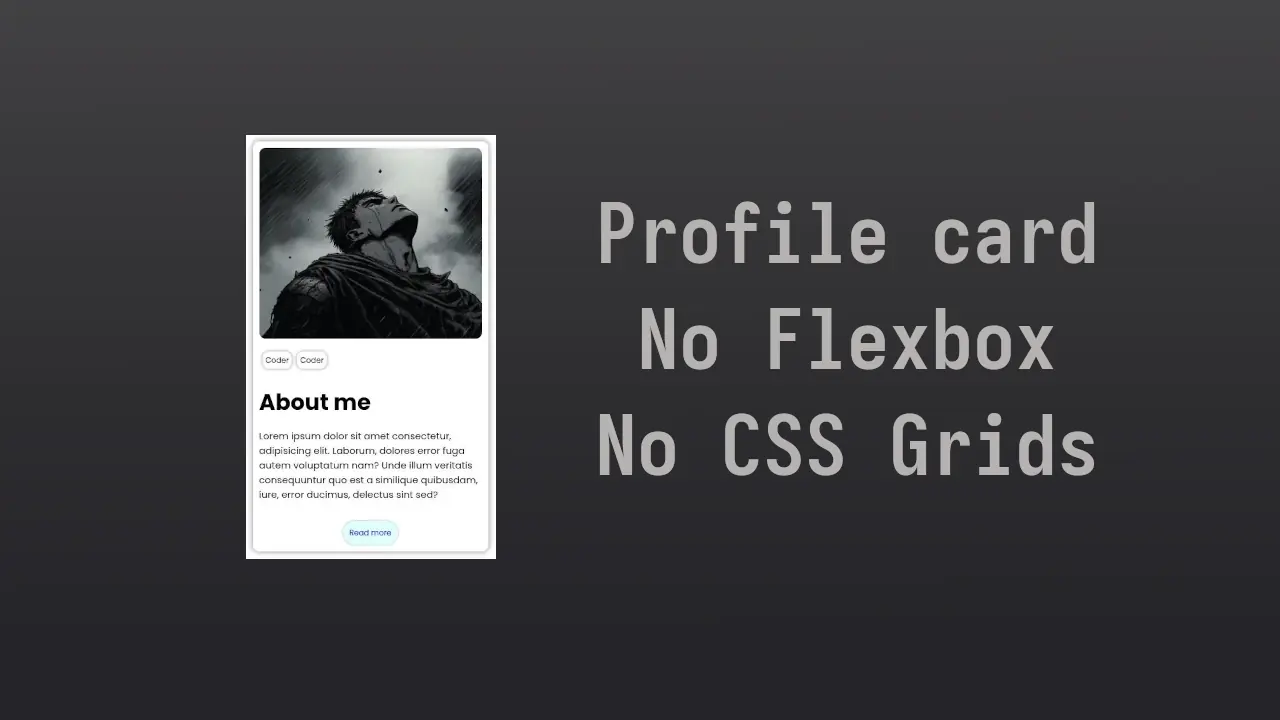 Coder Coder
About me
Lorem ipsum dolor sit amet consectetur,
adipisicing elit. Laborum, dolores error fuga
autem voluptatum nam? Unde illum veritatis
consequuntur quo est a similique quibusdam,
iure, error ducimus, delectus sint sed?
Read more
Profile card
No Flexbox
No CSS Grids